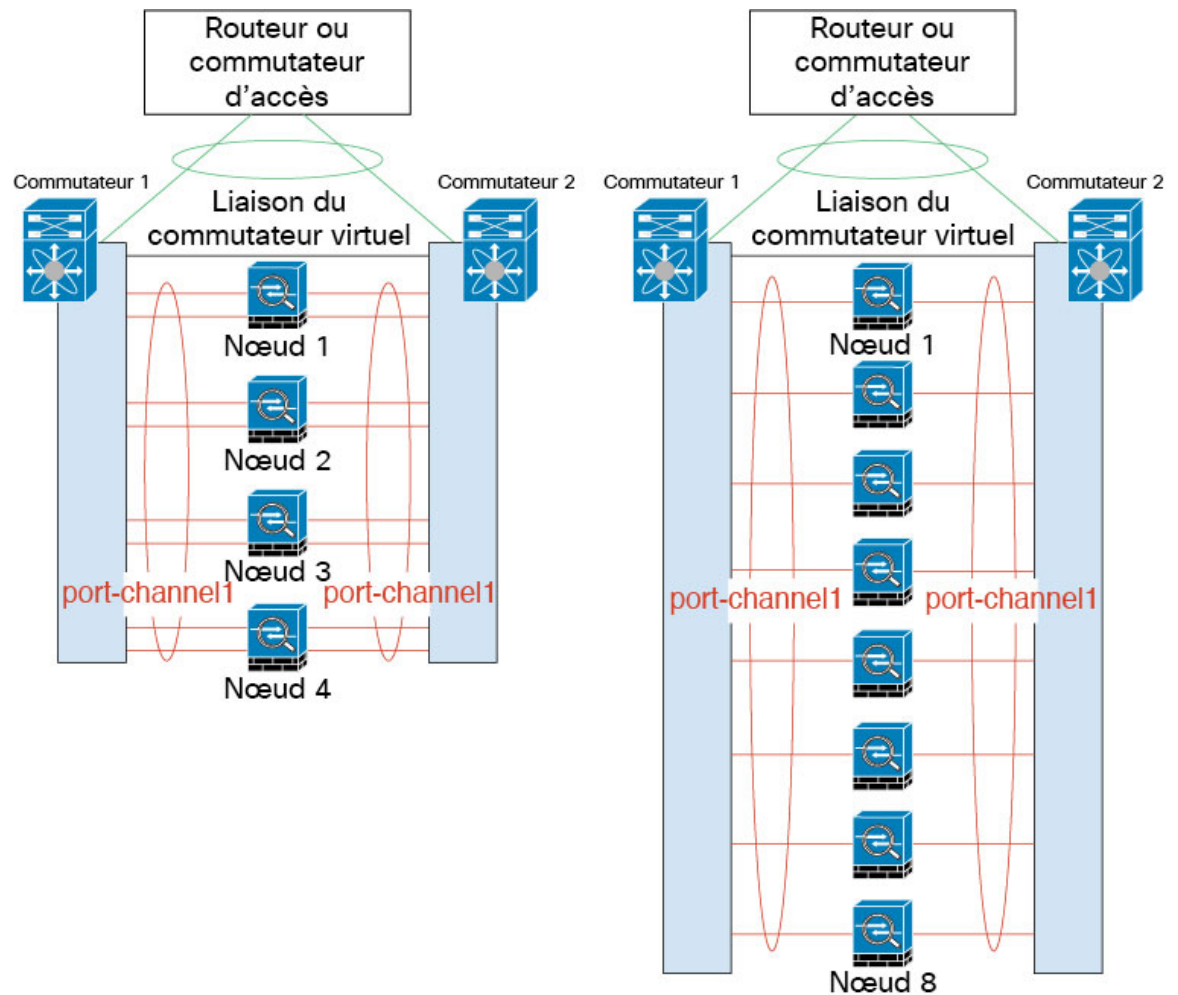 Routeur ou
commutateur
d'accès
Commutateur 1
Commutateur 2
Liaison du
commutateur virtuel
Nœud 1
Nœud 2
Nœud 3
port-channel1
port-channel1
Nœud 4
Routeur ou
commutateur
d'accès
Commutateur 1
Commutateur 2
Liaison du
commutateur virtuel
Nœud 1
port-channel1
port-channel1
Nœud 8